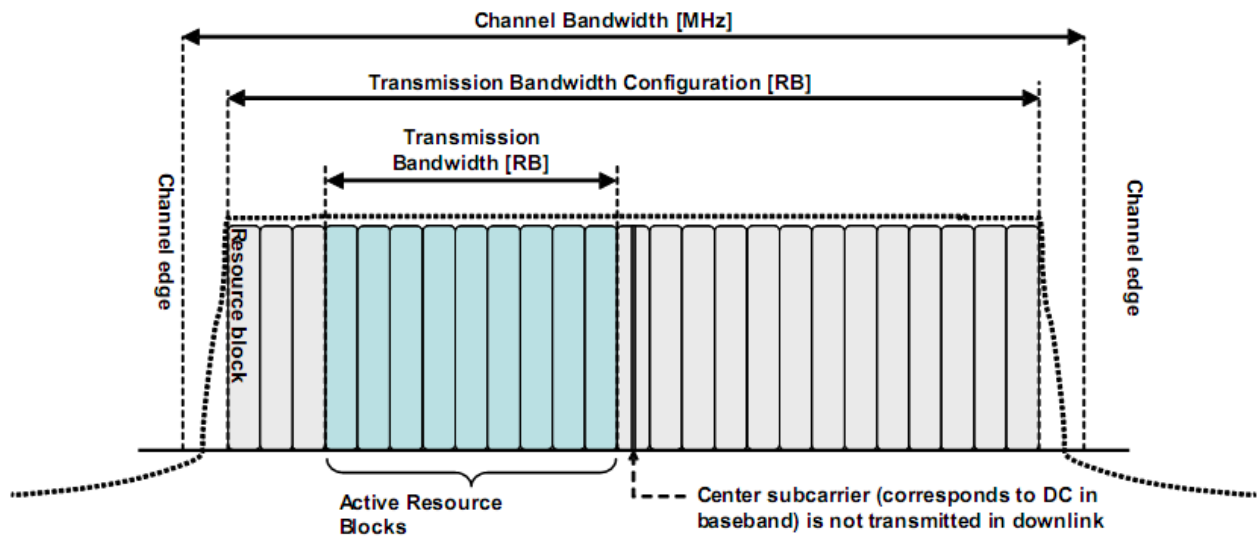 Channel Bandwidth [MHz]
Transmission Bandwidth Configuration [RB]
Transmission
Bandwidth [RB]
Channel edge
Resource block
Channel edge
Active Resource
Blocks
Center subcarrier (corresponds to DC in
baseband) is not transmitted in downlink